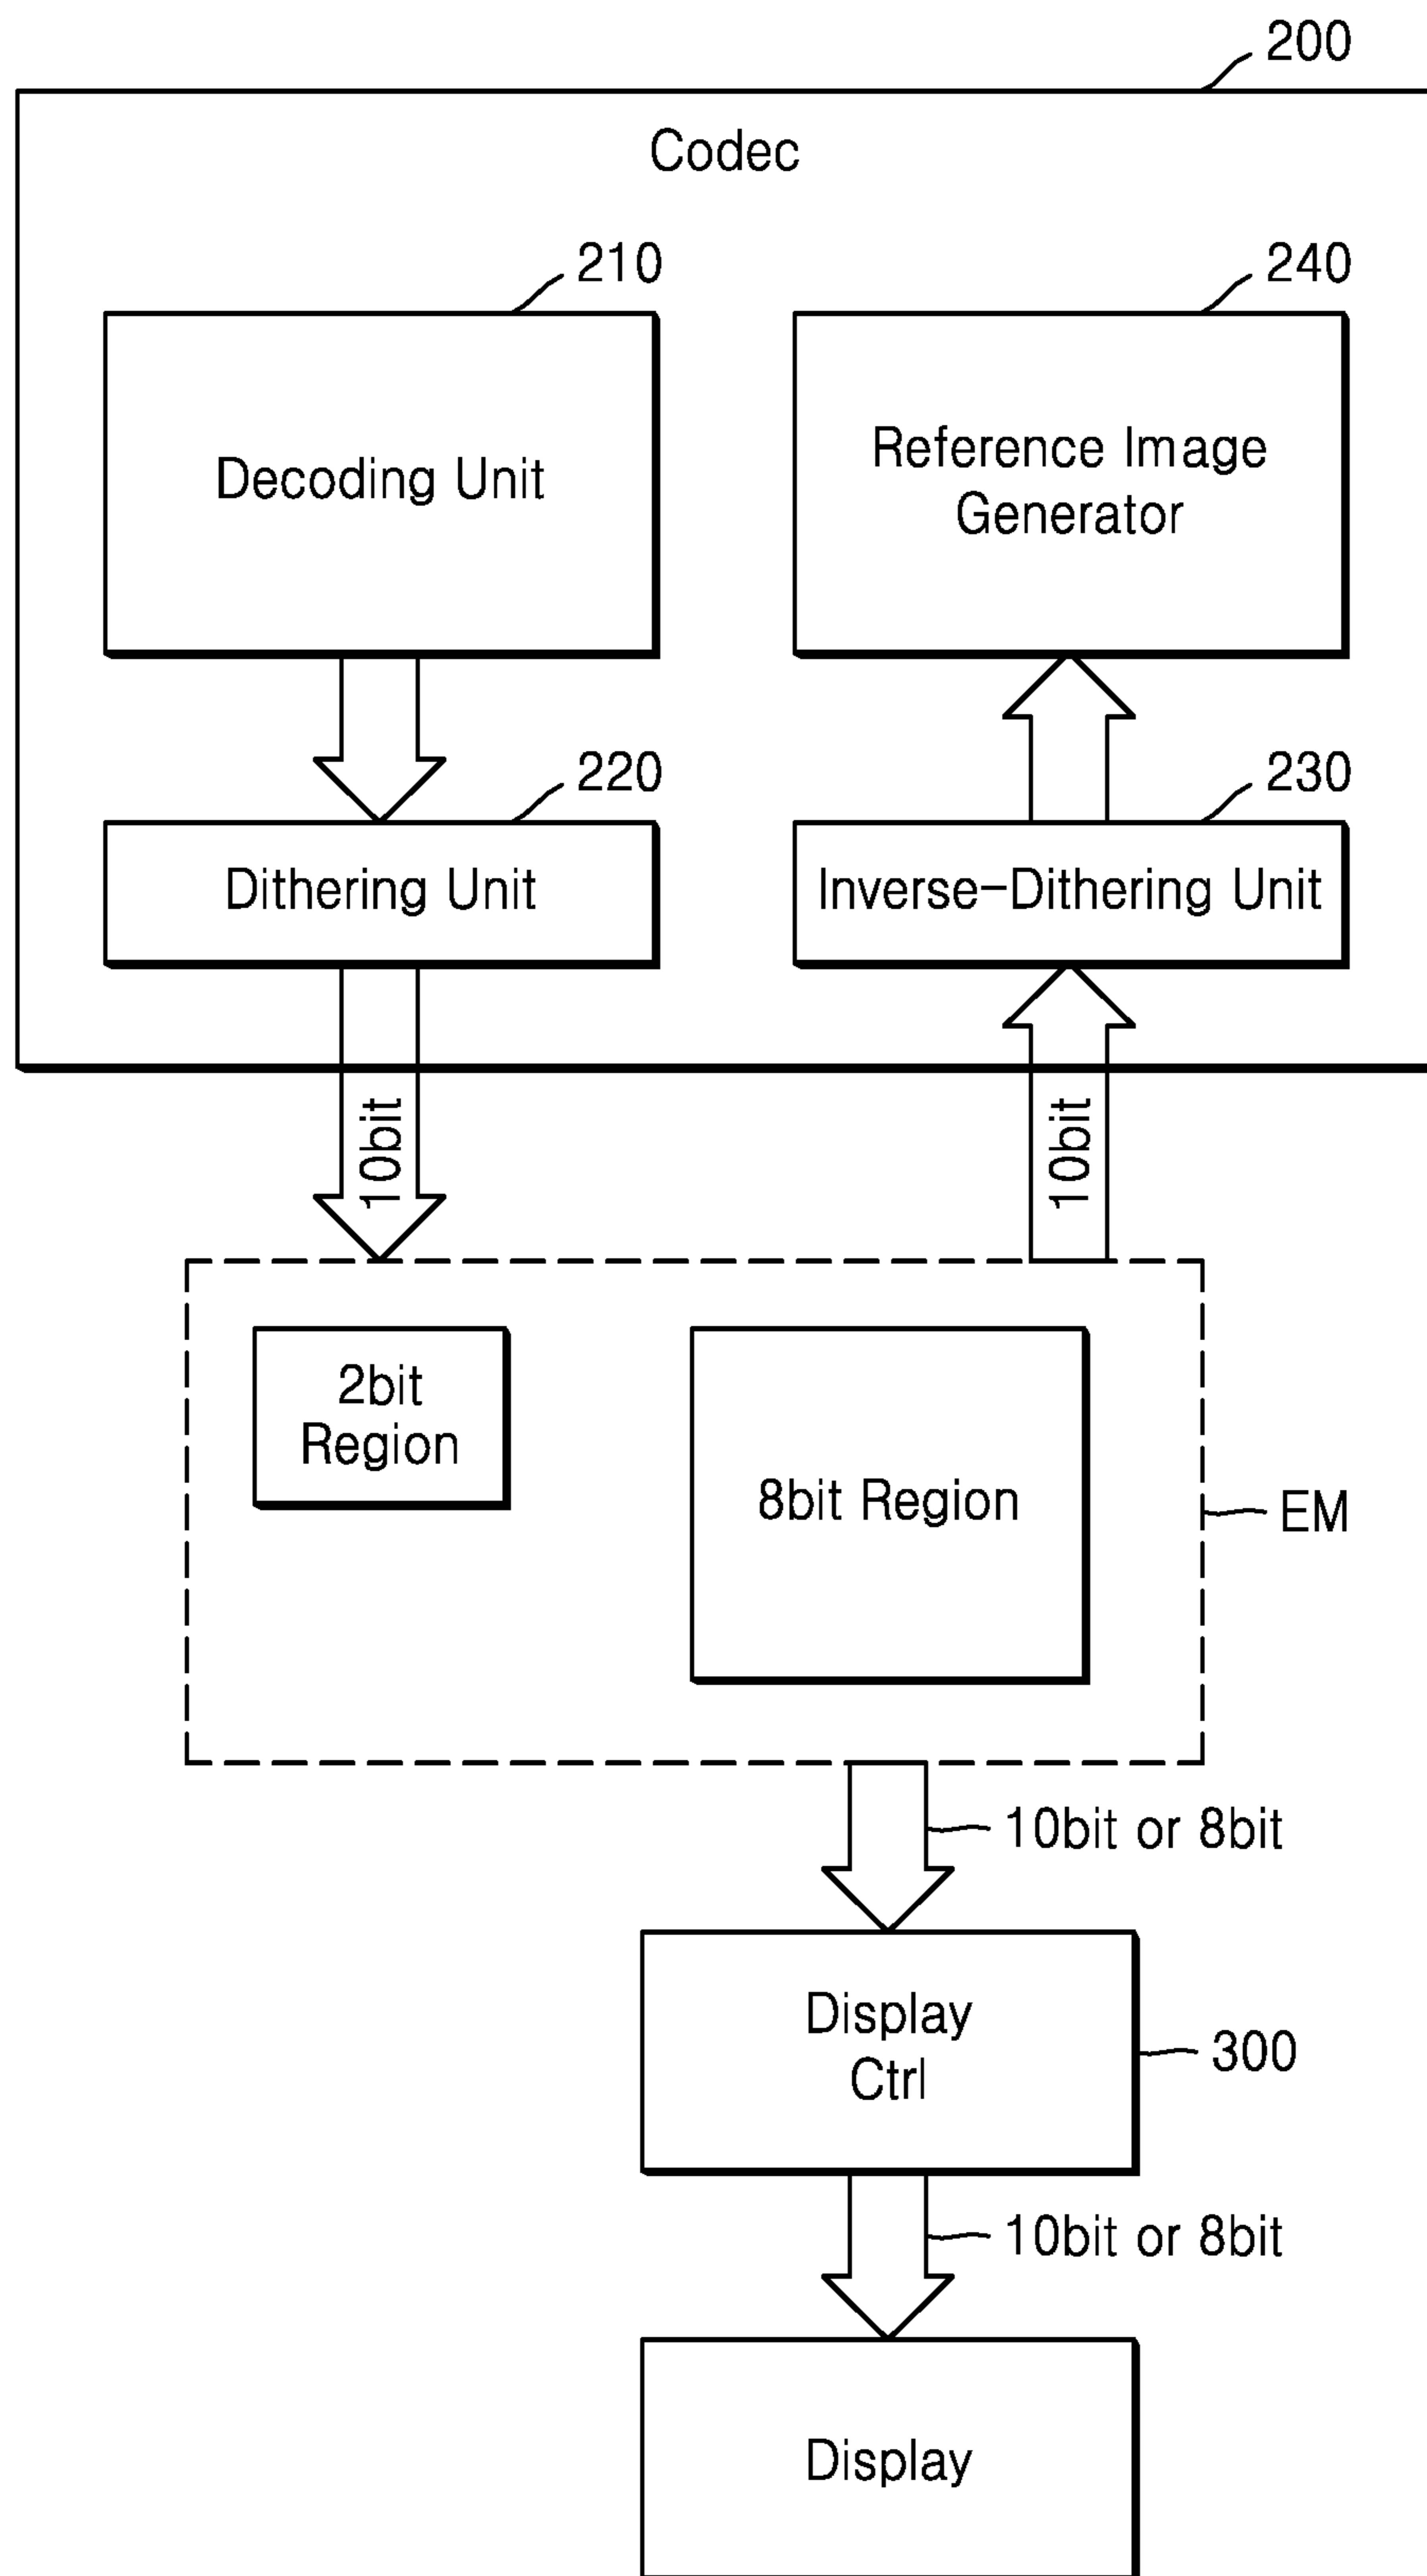 200
Codec
210
240
Decoding Unit
Reference Image
Generator
220
230
Dithering Unit
Inverse-Dithering Unit
10bit
10bit
2bit
Region
8bit Region
EM
10bit or 8bit
Display
Ctrl
300
10bit or 8bit
Display